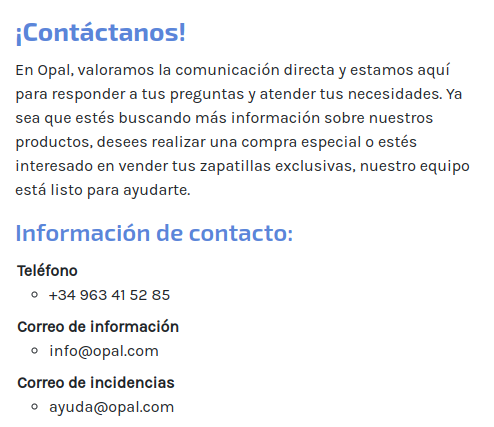 ¡Contáctanos!
En Opal, valoramos la comunicación directa y estamos aquí
para responder a tus preguntas y atender tus necesidades. Ya
sea que estés buscando más información sobre nuestros
productos, desees realizar una compra especial o estés
interesado en vender tus zapatillas exclusivas, nuestro equipo
está listo para ayudarte.
Información de contacto:
Teléfono
+34 963 41 52 85
Correo de información
info@opal.com
Correo de incidencias
ayuda@opal.com